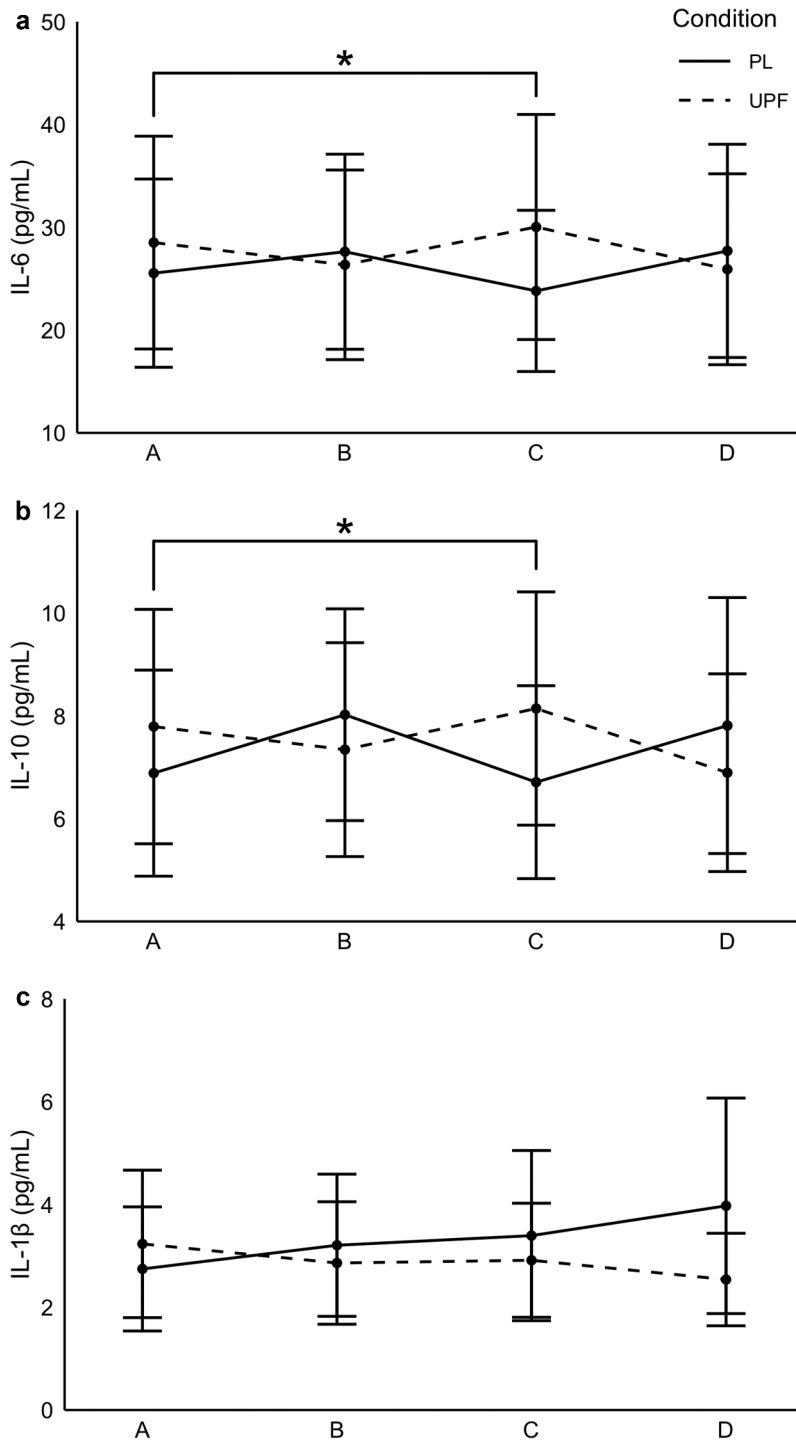 a
50
Condition
PL
UPF
*
40
30
20
10
IL-6 (pg/mL)
A B C D
b
12
*
10
8
6
4
IL-10 (pg/mL)
A B C D
c
8
6
4
2
0
IL-1β (pg/mL)
A B C D